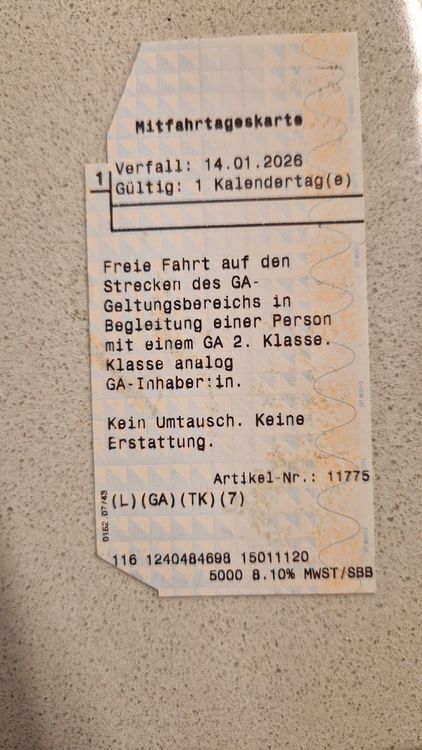 Mitfahrtageskarte
1
Verfall: 14.01.2026
Gültig: 1 Kalendertag(e)
Freie Fahrt auf den
Strecken des GA-
Geltungsbereichs in
Begleitung einer Person
mit einem GA 2. Klasse.
Klasse analog
GA-Inhaber:in.
Kein Umtausch. Keine
Erstattung.
Artikel-Nr.: 11775
(L)(GA)(TK)(7)
0162 07/43
116 1240484698 15011120
5000 8.10% MWST/SBB